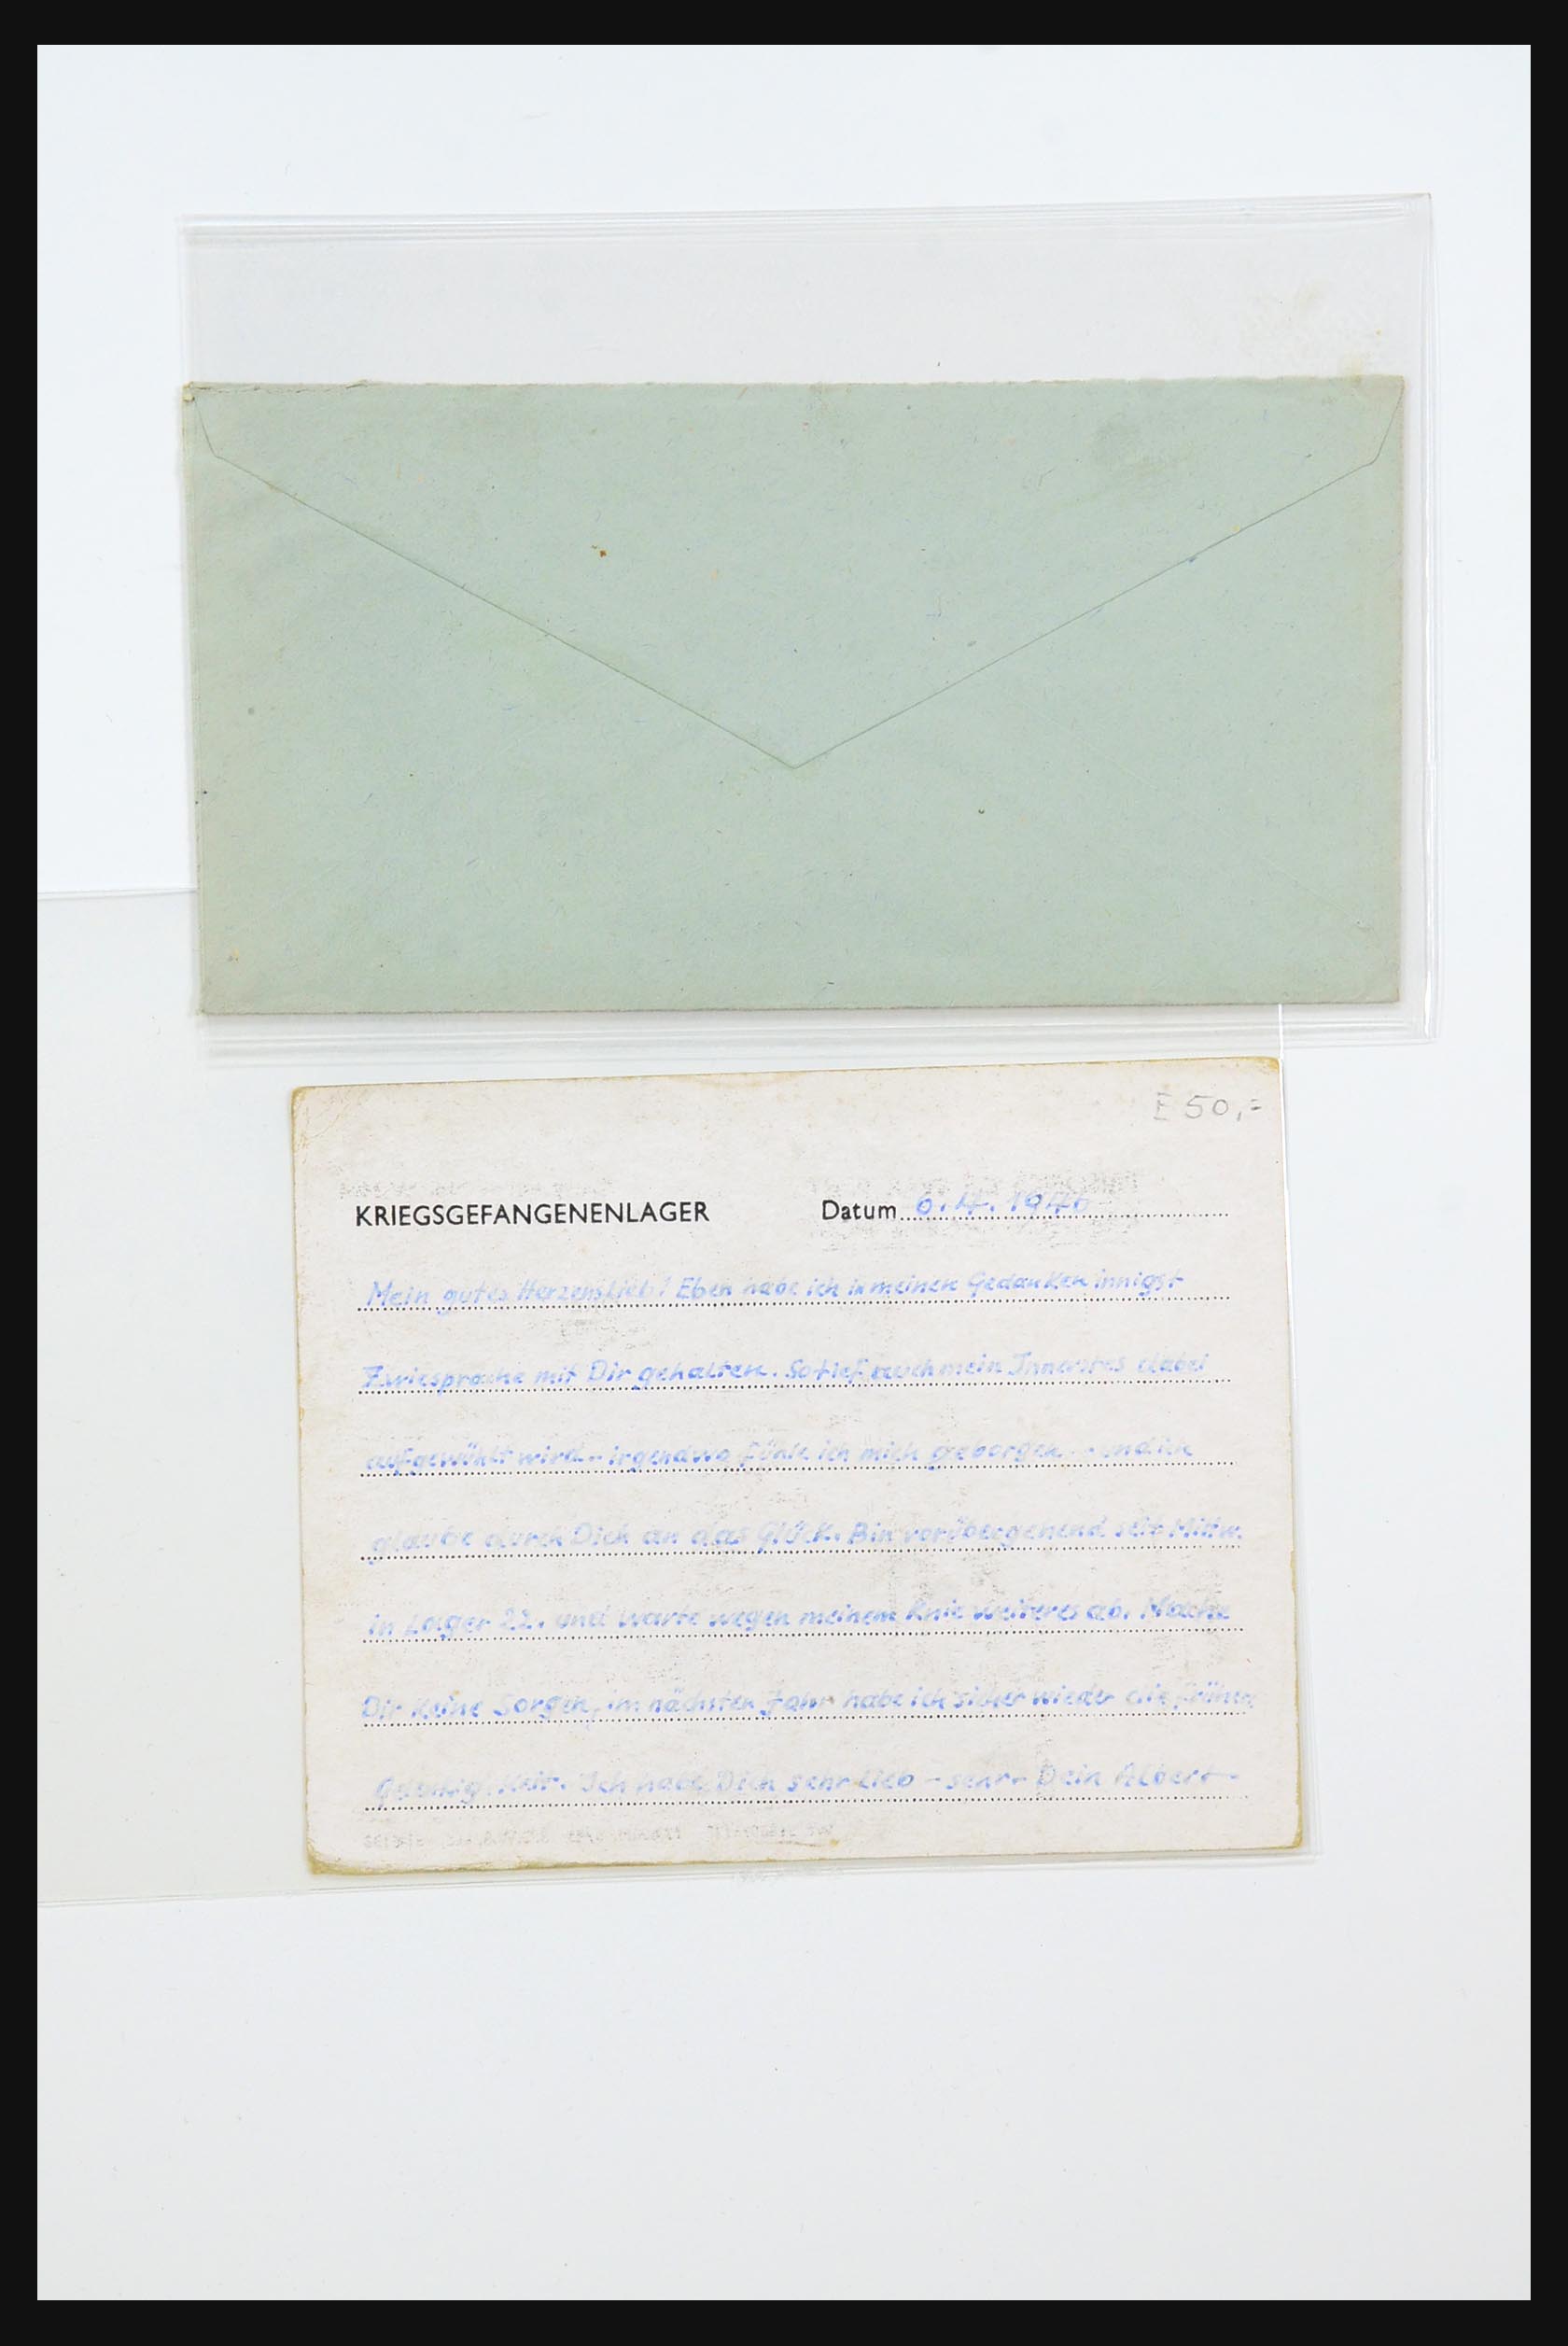 E 50,=
KRIEGSGEFANGENENLAGER Datum 6.4.1946
Mein gutes Herzenslieb! Eben habe ich in meinen Gedanken innigst
Zwiesprache mit Dir gehalten. So tief auch mein Innerstes dabei
aufgewühlt wird - irgendwo fühle ich mich geborgen - und ich
glaube durch Dich an das Glück. Bin vorübergehend seit Mittw.
in Lager 22. und warte wegen meinem Knie weiteres ab. Mache
Dir keine Sorgen, im nächsten Jahr habe ich sicher wieder die frühere
Gelenkigkeit. Ich habe Dich sehr lieb - sehr - Dein Albert -